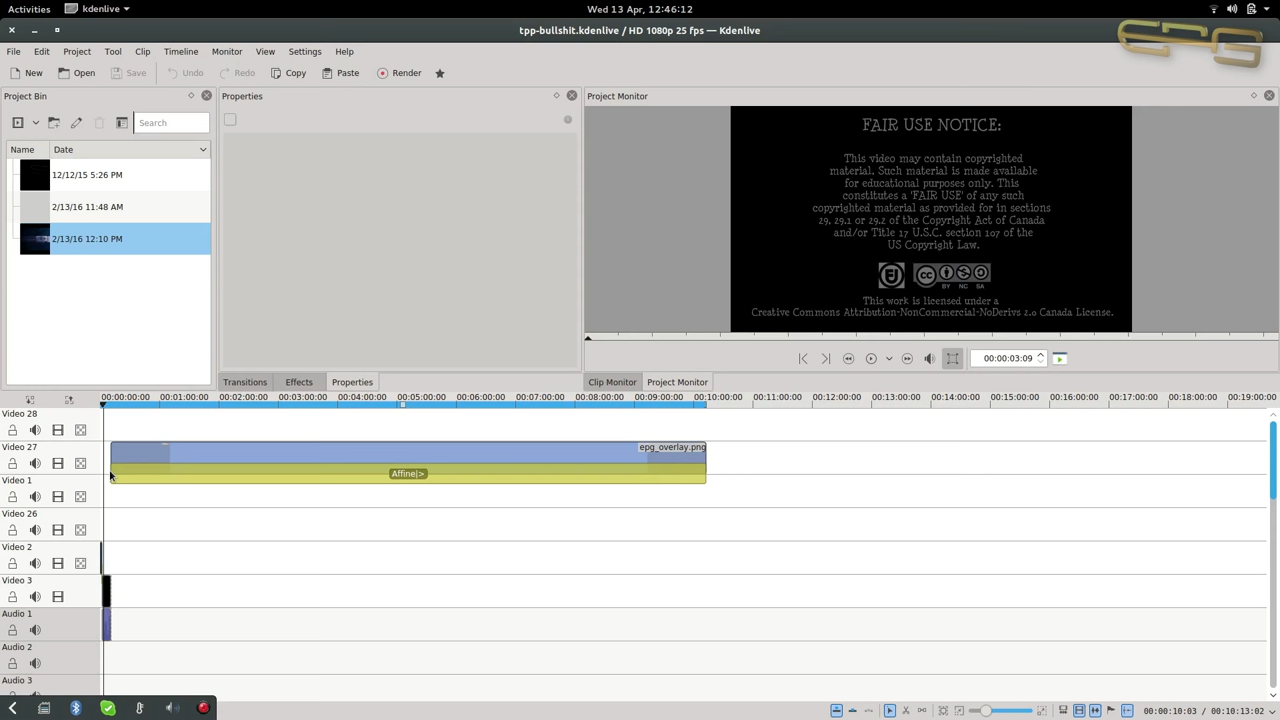 Activities
kdenlive
Wed 13 Apr, 12:46:12
tpp-bullshit.kdenlive / HD 1080p 25 fps — Kdenlive
EPG
File Edit Project Tool Clip Timeline Monitor View Settings Help
New Open Save Undo Redo Copy Paste Render
Project Bin
Properties
Project Monitor
Search
Name Date
12/12/15 5:26 PM
2/13/16 11:48 AM
2/13/16 12:10 PM
FAIR USE NOTICE:
This video may contain copyrighted
material. Such material is made available
for educational purposes only. This
constitutes a 'FAIR USE' of any such
copyrighted material as provided for in sections
29, 29.1 or 29.2 of the Copyright Act of Canada
and/or Title 17 U.S.C. section 107 of the
US Copyright Law.
cc
BY NC SA
This work is licensed under a
Creative Commons Attribution-NonCommercial-NoDerivs 2.0 Canada License.
00:00:03:09
Transitions Effects Properties
Clip Monitor Project Monitor
00:00:00:00 00:01:00:00 00:02:00:00 00:03:00:00 00:04:00:00 00:05:00:00 00:06:00:00 00:07:00:00 00:08:00:00 00:09:00:00 00:10:00:00 00:11:00:00 00:12:00:00 00:13:00:00 00:14:00:00 00:15:00:00 00:16:00:00 00:17:00:00 00:18:00:00 00:19:00:00
Video 28
Video 27
epg_overlay.png
Affine|>
Video 1
Video 26
Video 2
Video 3
Audio 1
Audio 2
Audio 3
00:00:10:03 / 00:10:13:02